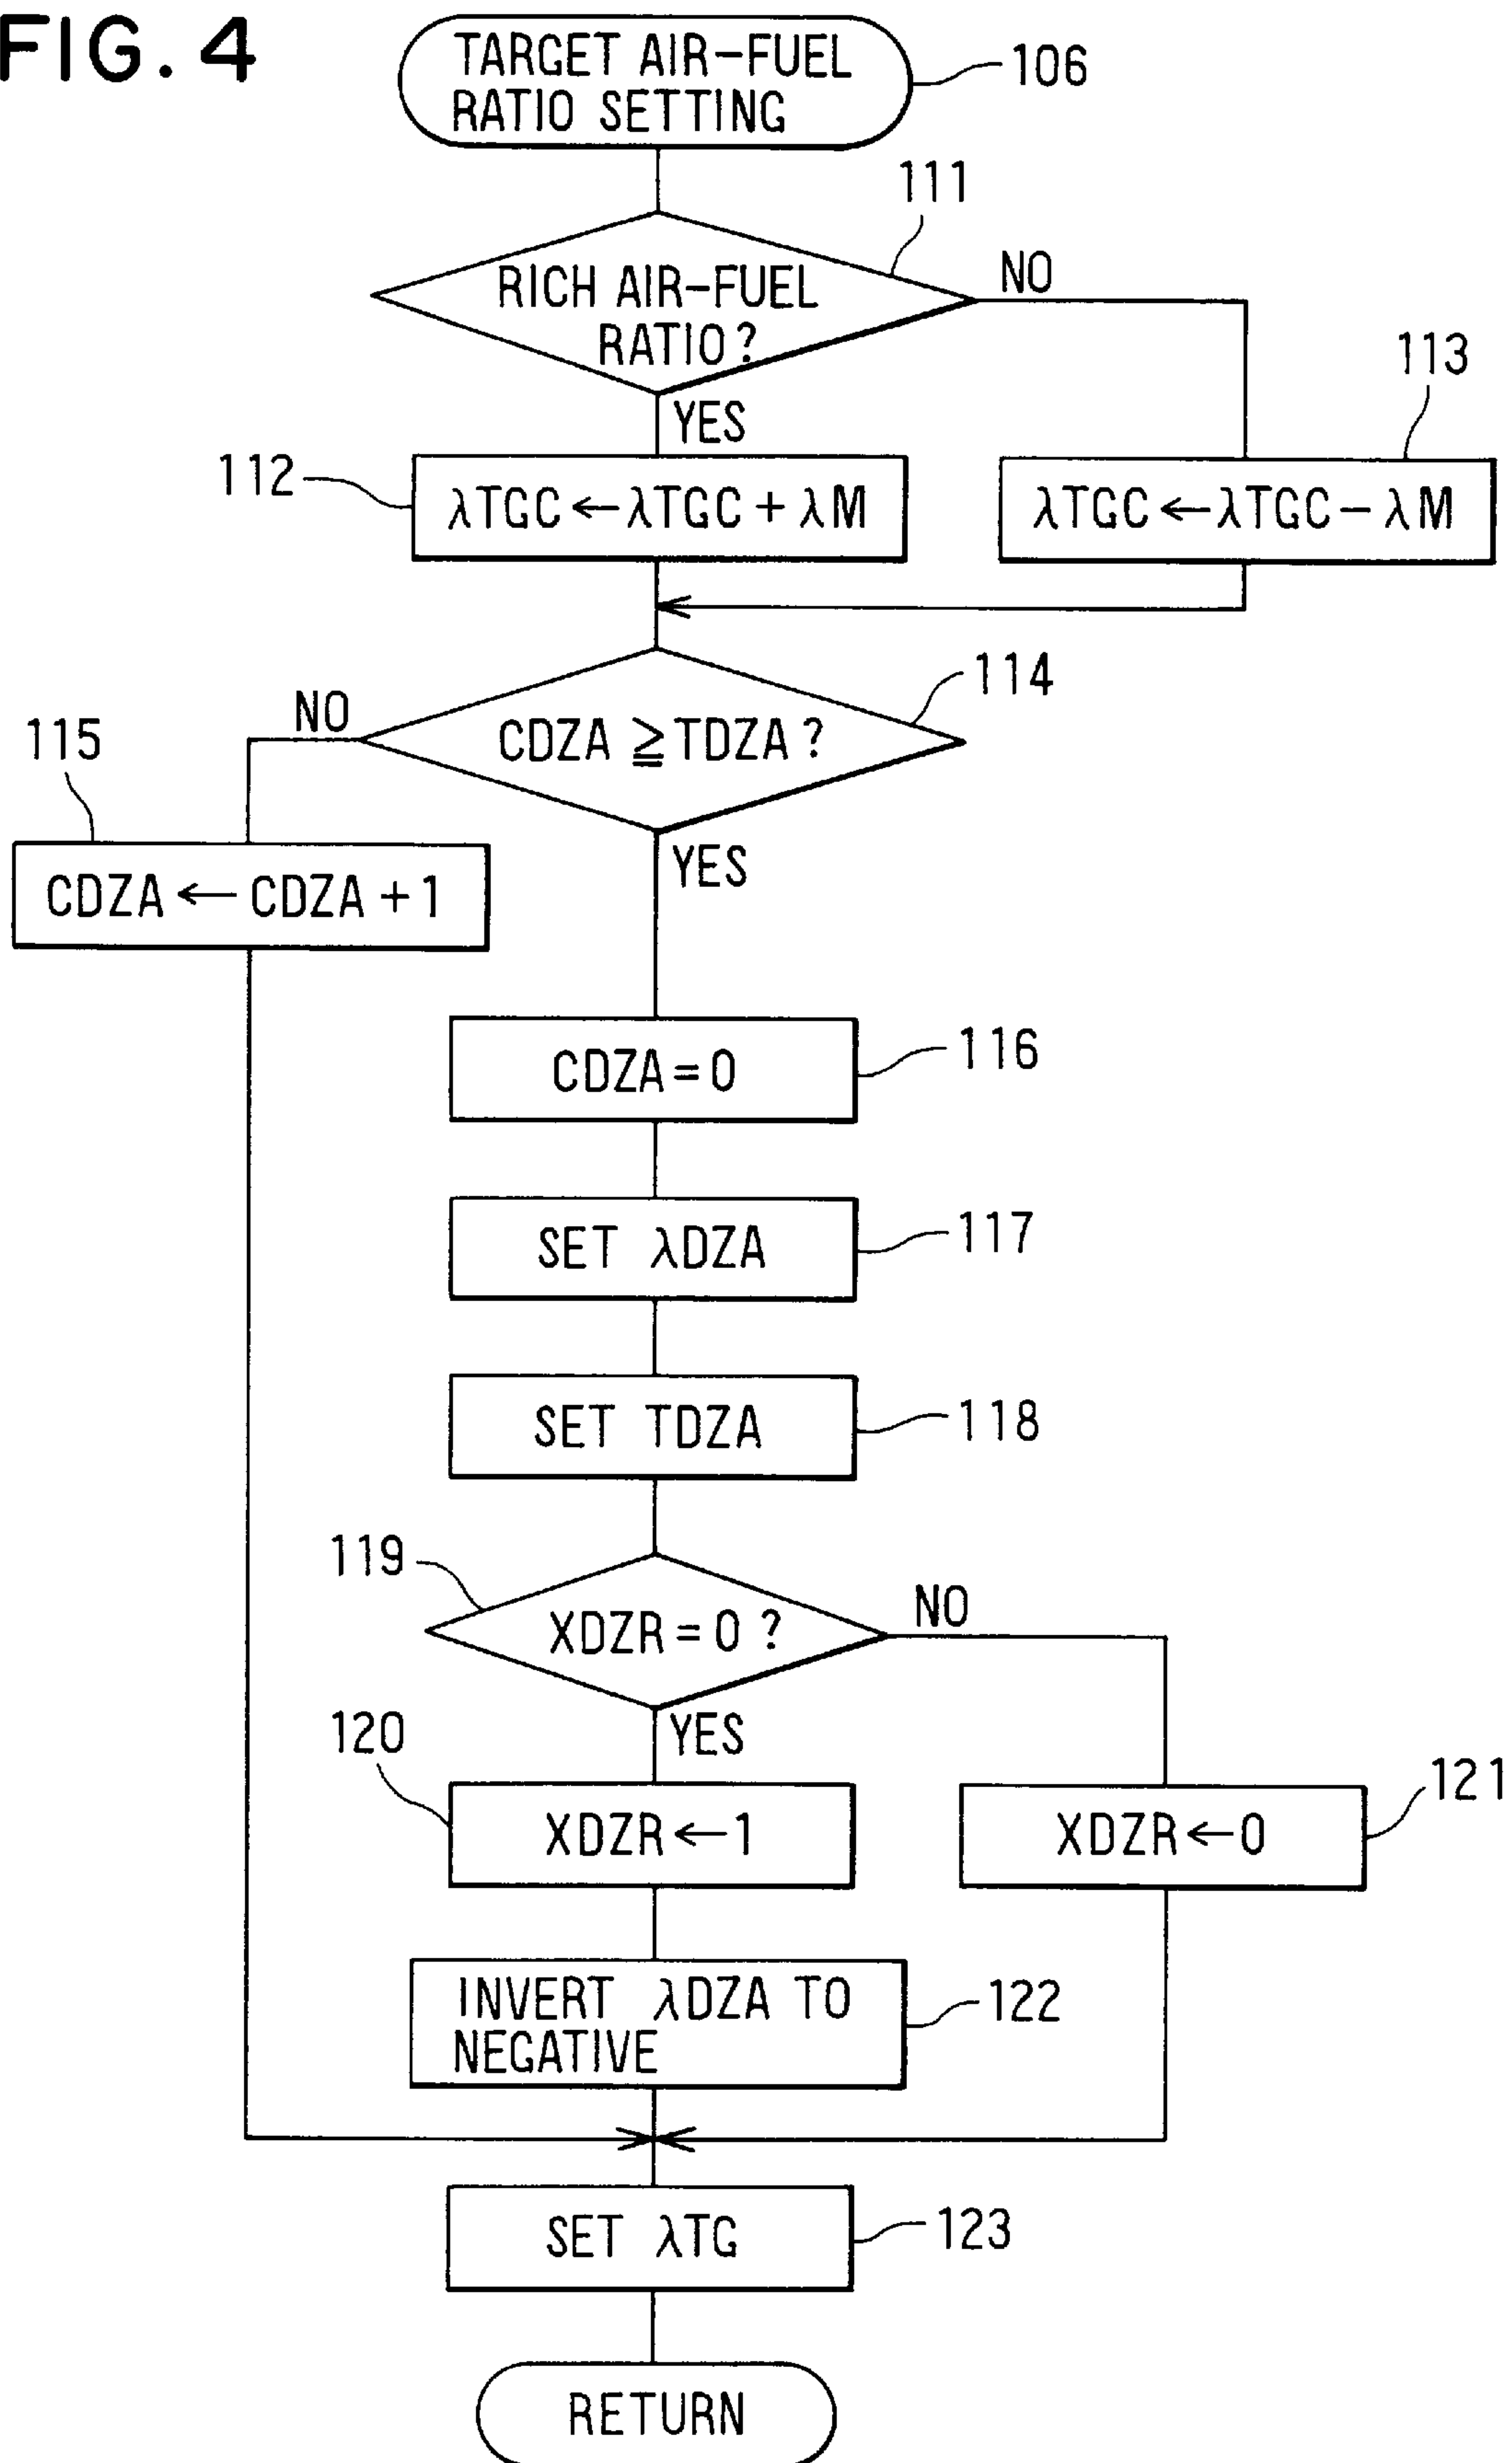 FIG. 4
TARGET AIR-FUEL
RATIO SETTING
106
111
RICH AIR-FUEL
RATIO?
NO
YES
113
112
λTGC←λTGC+λM
λTGC←λTGC-λM
114
CDZA≧TDZA?
NO
115
YES
CDZA←CDZA+1
CDZA=0
116
SET λDZA
117
SET TDZA
118
119
XDZR=0?
NO
YES
120
XDZR←1
121
XDZR←0
INVERT λDZA TO
NEGATIVE
122
SET λTG
123
RETURN